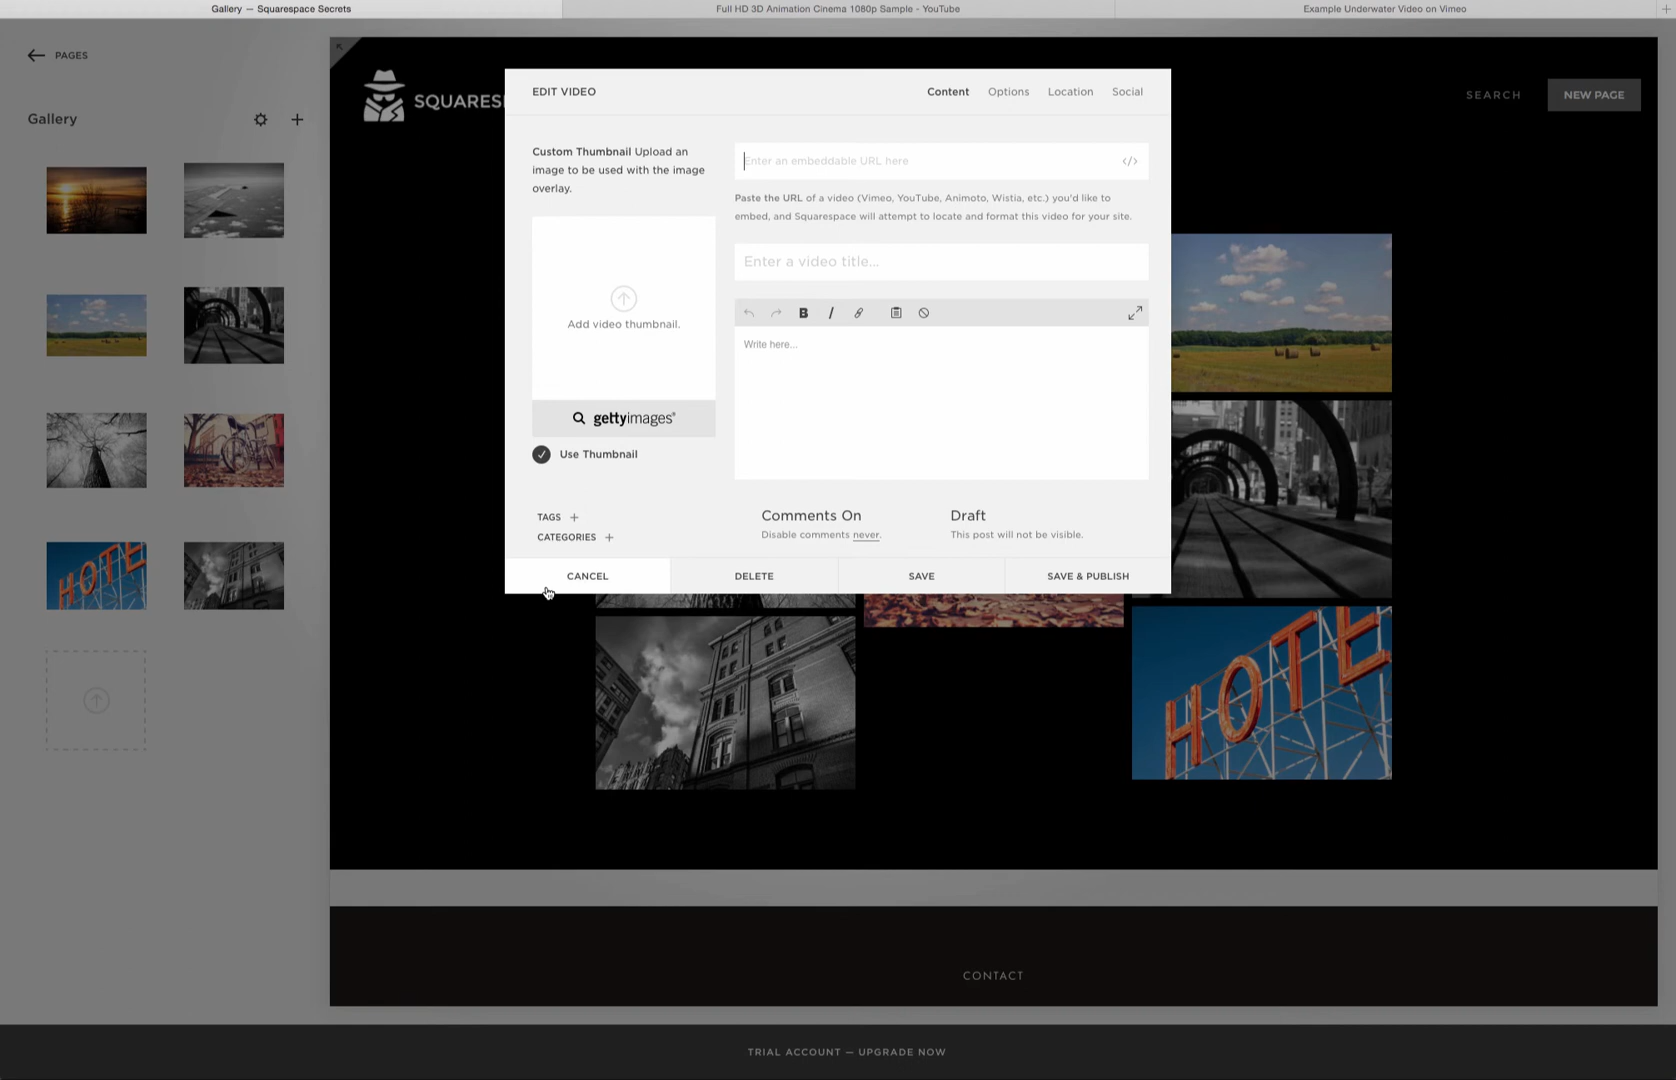 Gallery — Squarespace Secrets
Full HD 3D Animation Cinema 1080p Sample - YouTube
Example Underwater Video on Vimeo
+
PAGES
Gallery
SQUARES
SEARCH
NEW PAGE
EDIT VIDEO
Content
Options
Location
Social
Custom Thumbnail Upload an
image to be used with the image
overlay.
Add video thumbnail.
gettyimages®
Use Thumbnail
TAGS +
CATEGORIES +
Enter an embeddable URL here
</>
Paste the URL of a video (Vimeo, YouTube, Animoto, Wistia, etc.) you'd like to
embed, and Squarespace will attempt to locate and format this video for your site.
Enter a video title...
B I
Write here...
Comments On
Disable comments never.
Draft
This post will not be visible.
CANCEL
DELETE
SAVE
SAVE & PUBLISH
HOTE
HOTE
CONTACT
TRIAL ACCOUNT — UPGRADE NOW